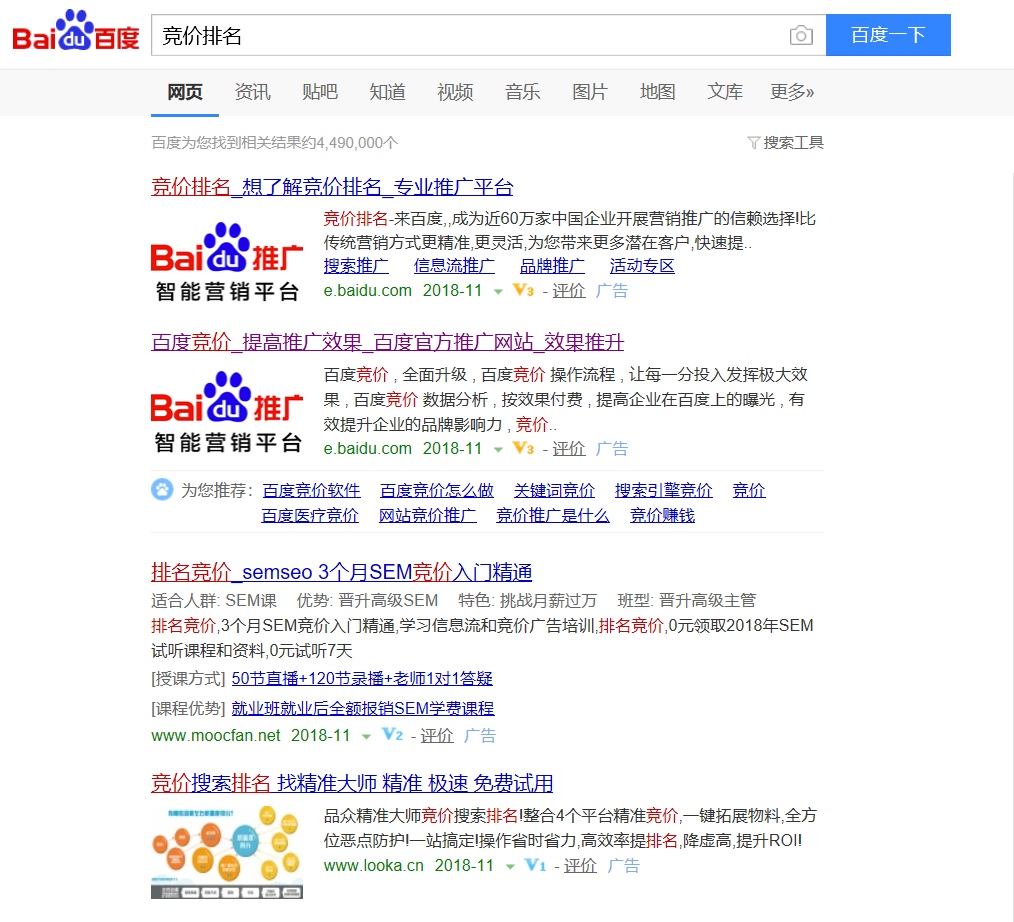 Bai du 百度
竞价排名
百度一下
网页 资讯 贴吧 知道 视频 音乐 图片 地图 文库 更多»
百度为您找到相关结果约4,490,000个
搜索工具
竞价排名_想了解竞价排名_专业推广平台
Bai du 推广
智能营销平台
竞价排名-来百度,,成为近60万家中国企业开展营销推广的信赖选择!比
传统营销方式更精准,更灵活,为您带来更多潜在客户,快速提..
搜索推广 信息流推广 品牌推广 活动专区
e.baidu.com 2018-11 V3 - 评价 广告
百度竞价_提高推广效果_百度官方推广网站_效果推升
Bai du 推广
智能营销平台
百度竞价 , 全面升级 , 百度竞价 操作流程 , 让每一分投入发挥极大效
果 , 百度竞价 数据分析 , 按效果付费 , 提高企业在百度上的曝光 , 有
效提升企业的品牌影响力 , 竞价..
e.baidu.com 2018-11 V3 - 评价 广告
为您推荐: 百度竞价软件 百度竞价怎么做 关键词竞价 搜索引擎竞价 竞价
百度医疗竞价 网站竞价推广 竞价推广是什么 竞价赚钱
排名竞价_semseo 3个月SEM竞价入门精通
适合人群: SEM课 优势: 晋升高级SEM 特色: 挑战月薪过万 班型: 晋升高级主管
排名竞价,3个月SEM竞价入门精通,学习信息流和竞价广告培训,排名竞价,0元领取2018年SEM
试听课程和资料,0元试听7天
[授课方式] 50节直播+120节录播+老师1对1答疑
[课程优势] 就业班就业后全额报销SEM学费课程
www.moocfan.net 2018-11 V2 - 评价 广告
竞价搜索排名 找精准大师 精准 极速 免费试用
品众精准大师竞价搜索排名!整合4个平台精准竞价,一键拓展物料,全方
位恶点防护!一站搞定!操作省时省力,高效率提排名,降虚高,提升ROI!
www.looka.cn 2018-11 V1 - 评价 广告